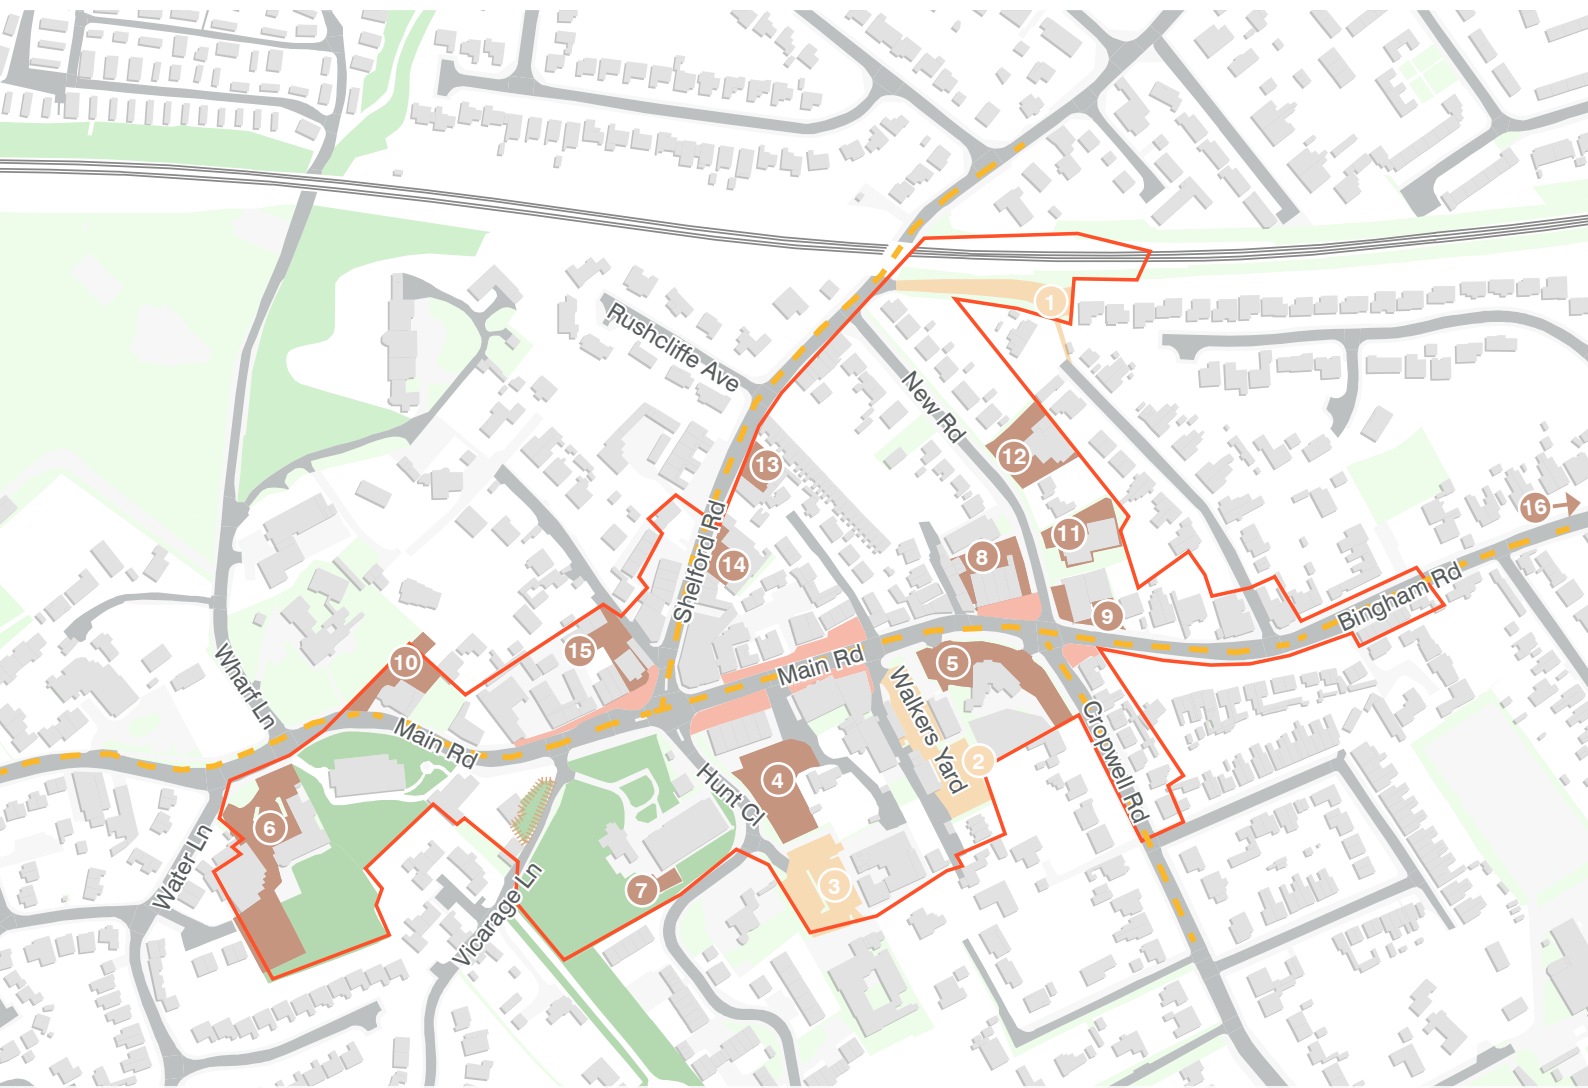 1
Rushcliffe Ave
New Rd
12
13
16
Shelford Rd
11
8
14
Bingham Rd
9
15
Main Rd
10
5
Wharf Ln
Walkers Yard
Cropwell Rd
Main Rd
2
4
Hunt Cl
6
Water Ln
3
7
Vicarage Ln